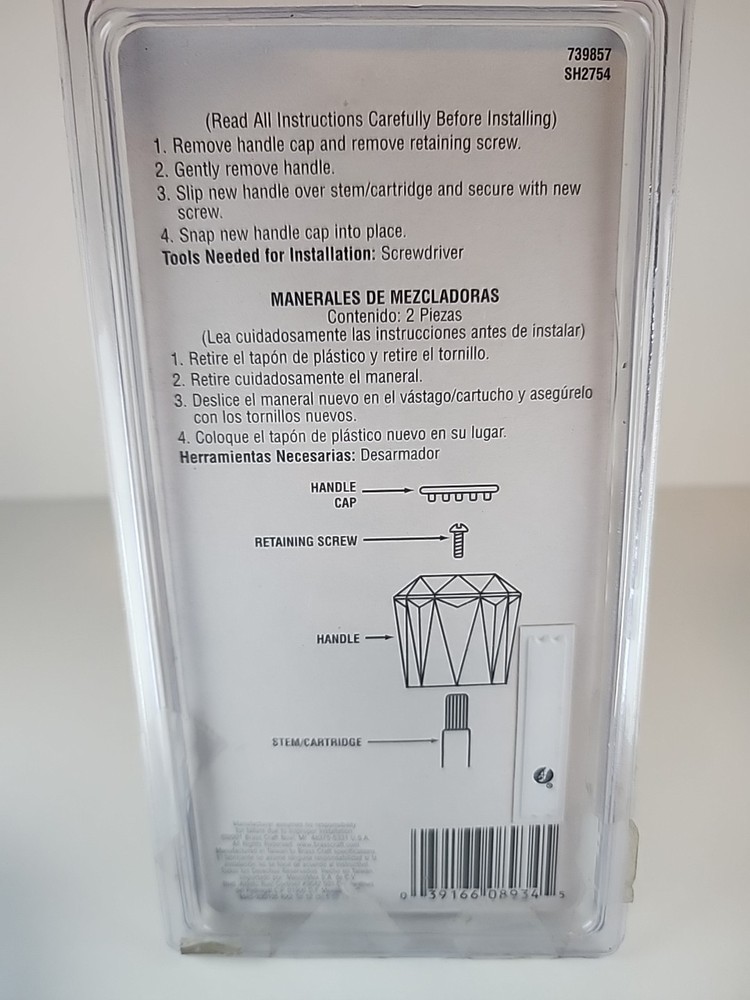 739857
SH2754
(Read All Instructions Carefully Before Installing)
1. Remove handle cap and remove retaining screw.
2. Gently remove handle.
3. Slip new handle over stem/cartridge and secure with new
screw.
4. Snap new handle cap into place.
Tools Needed for Installation: Screwdriver
MANERALES DE MEZCLADORAS
Contenido: 2 Piezas
(Lea cuidadosamente las instrucciones antes de instalar)
1. Retire el tapón de plástico y retire el tornillo.
2. Retire cuidadosamente el maneral.
3. Deslice el maneral nuevo en el vástago/cartucho y asegúrelo
con los tornillos nuevos.
4. Coloque el tapón de plástico nuevo en su lugar.
Herramientas Necesarias: Desarmador
HANDLE
CAP
RETAINING SCREW
HANDLE
STEM/CARTRIDGE
0 39166 08934 5